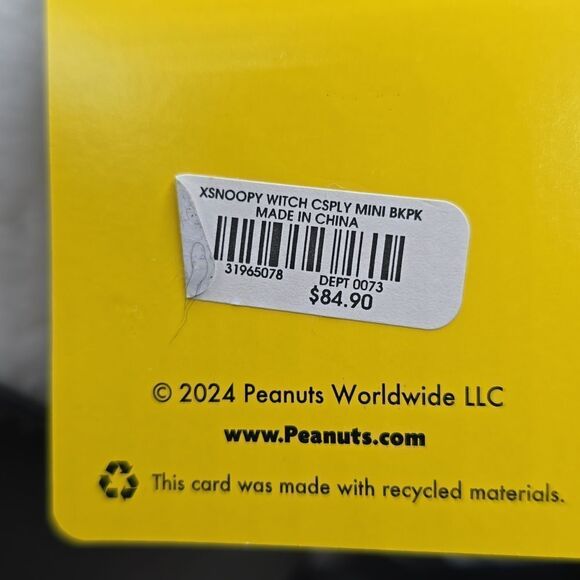 XSNOOPY WITCH CSPLY MINI BKPK
MADE IN CHINA
31965078
DEPT 0073
$84.90
© 2024 Peanuts Worldwide LLC
www.Peanuts.com
This card was made with recycled materials.